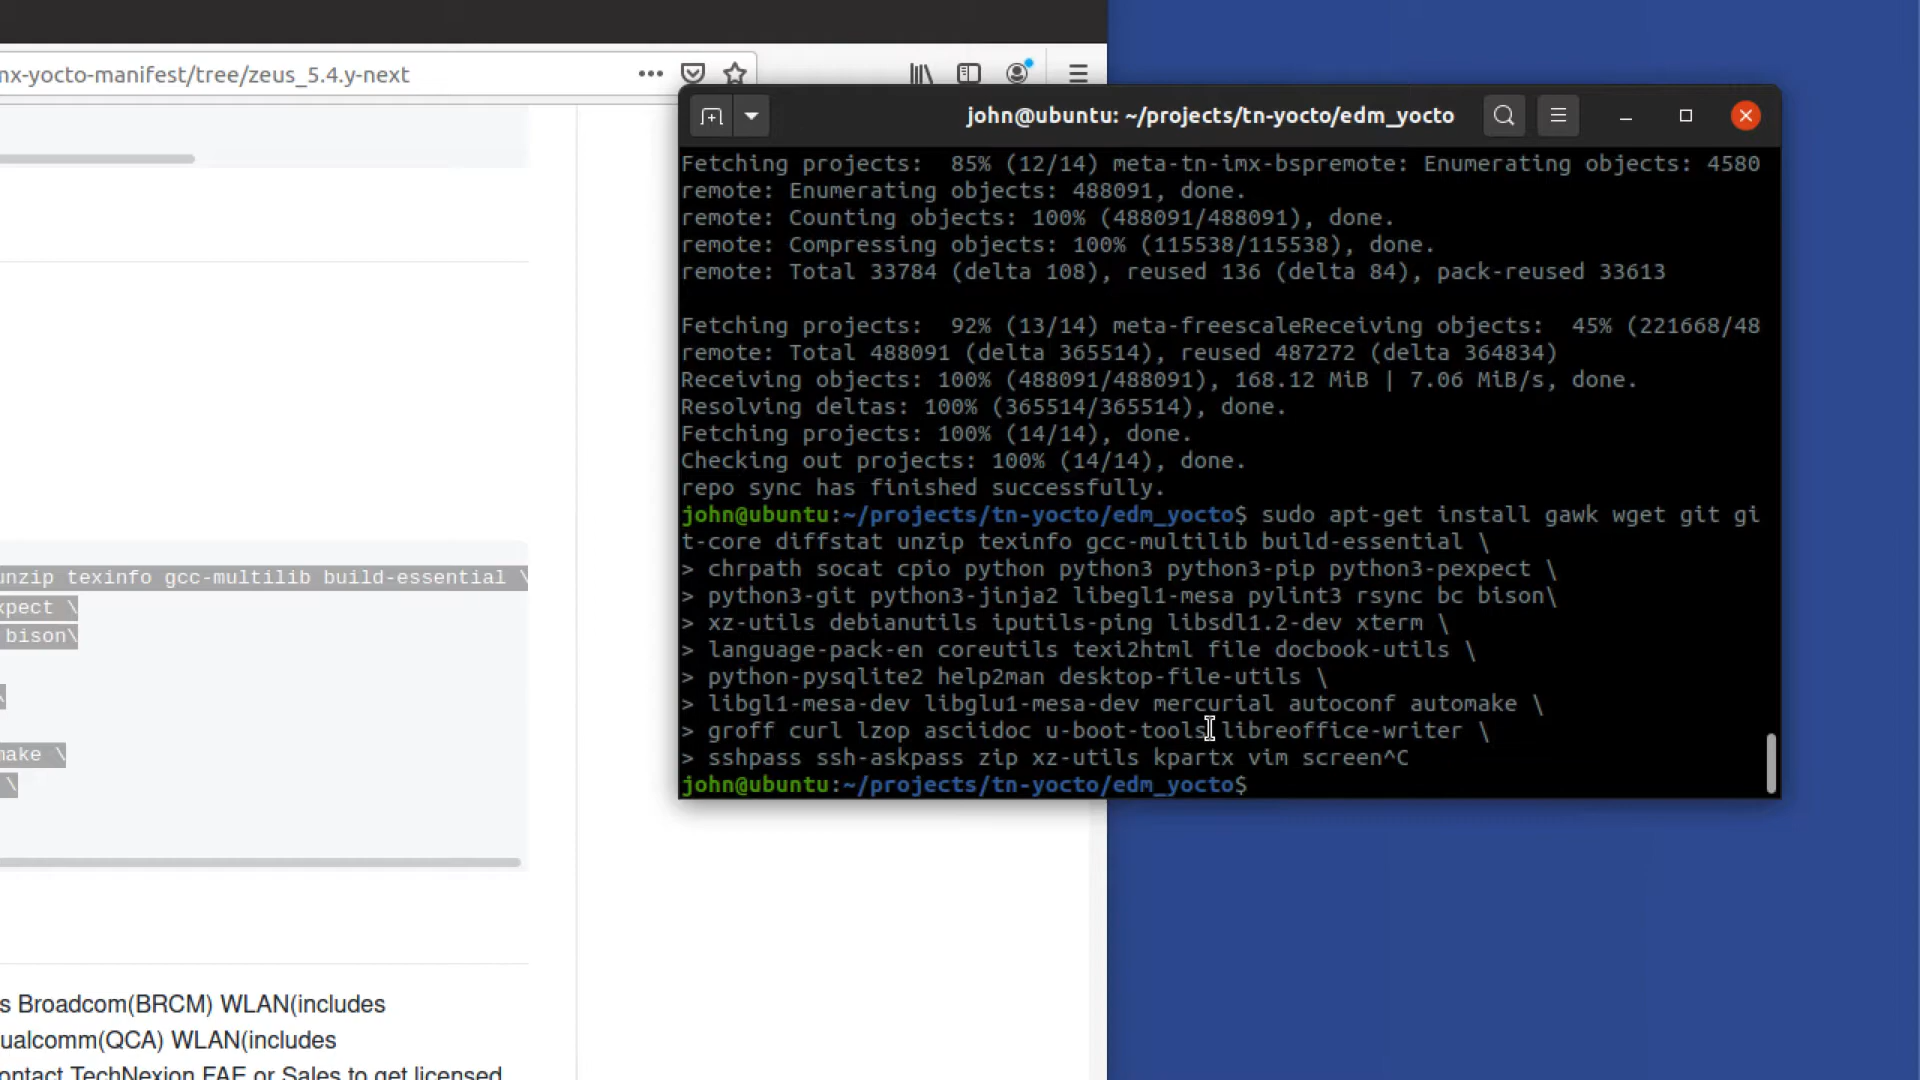 nx-yocto-manifest/tree/zeus_5.4.y-next
john@ubuntu: ~/projects/tn-yocto/edm_yocto
Fetching projects:  85% (12/14) meta-tn-imx-bspremote: Enumerating objects: 4580
remote: Enumerating objects: 488091, done.
remote: Counting objects: 100% (488091/488091), done.
remote: Compressing objects: 100% (115538/115538), done.
remote: Total 33784 (delta 108), reused 136 (delta 84), pack-reused 33613
Fetching projects:  92% (13/14) meta-freescaleReceiving objects:  45% (221668/48
remote: Total 488091 (delta 365514), reused 487272 (delta 364834)
Receiving objects: 100% (488091/488091), 168.12 MiB | 7.06 MiB/s, done.
Resolving deltas: 100% (365514/365514), done.
Fetching projects: 100% (14/14), done.
Checking out projects: 100% (14/14), done.
repo sync has finished successfully.
john@ubuntu:~/projects/tn-yocto/edm_yocto$ sudo apt-get install gawk wget git gi
t-core diffstat unzip texinfo gcc-multilib build-essential \
> chrpath socat cpio python python3 python3-pip python3-pexpect \
> python3-git python3-jinja2 libegl1-mesa pylint3 rsync bc bison\
> xz-utils debianutils iputils-ping libsdl1.2-dev xterm \
> language-pack-en coreutils texi2html file docbook-utils \
> python-pysqlite2 help2man desktop-file-utils \
> libgl1-mesa-dev libglu1-mesa-dev mercurial autoconf automake \
> groff curl lzop asciidoc u-boot-tools libreoffice-writer \
> sshpass ssh-askpass zip xz-utils kpartx vim screen^C
john@ubuntu:~/projects/tn-yocto/edm_yocto$
unzip texinfo gcc-multilib build-essential \
xpect \
bison\
\
make \
\
s Broadcom(BRCM) WLAN(includes
ualcomm(QCA) WLAN(includes
ontact TechNexion FAE or Sales to get licensed